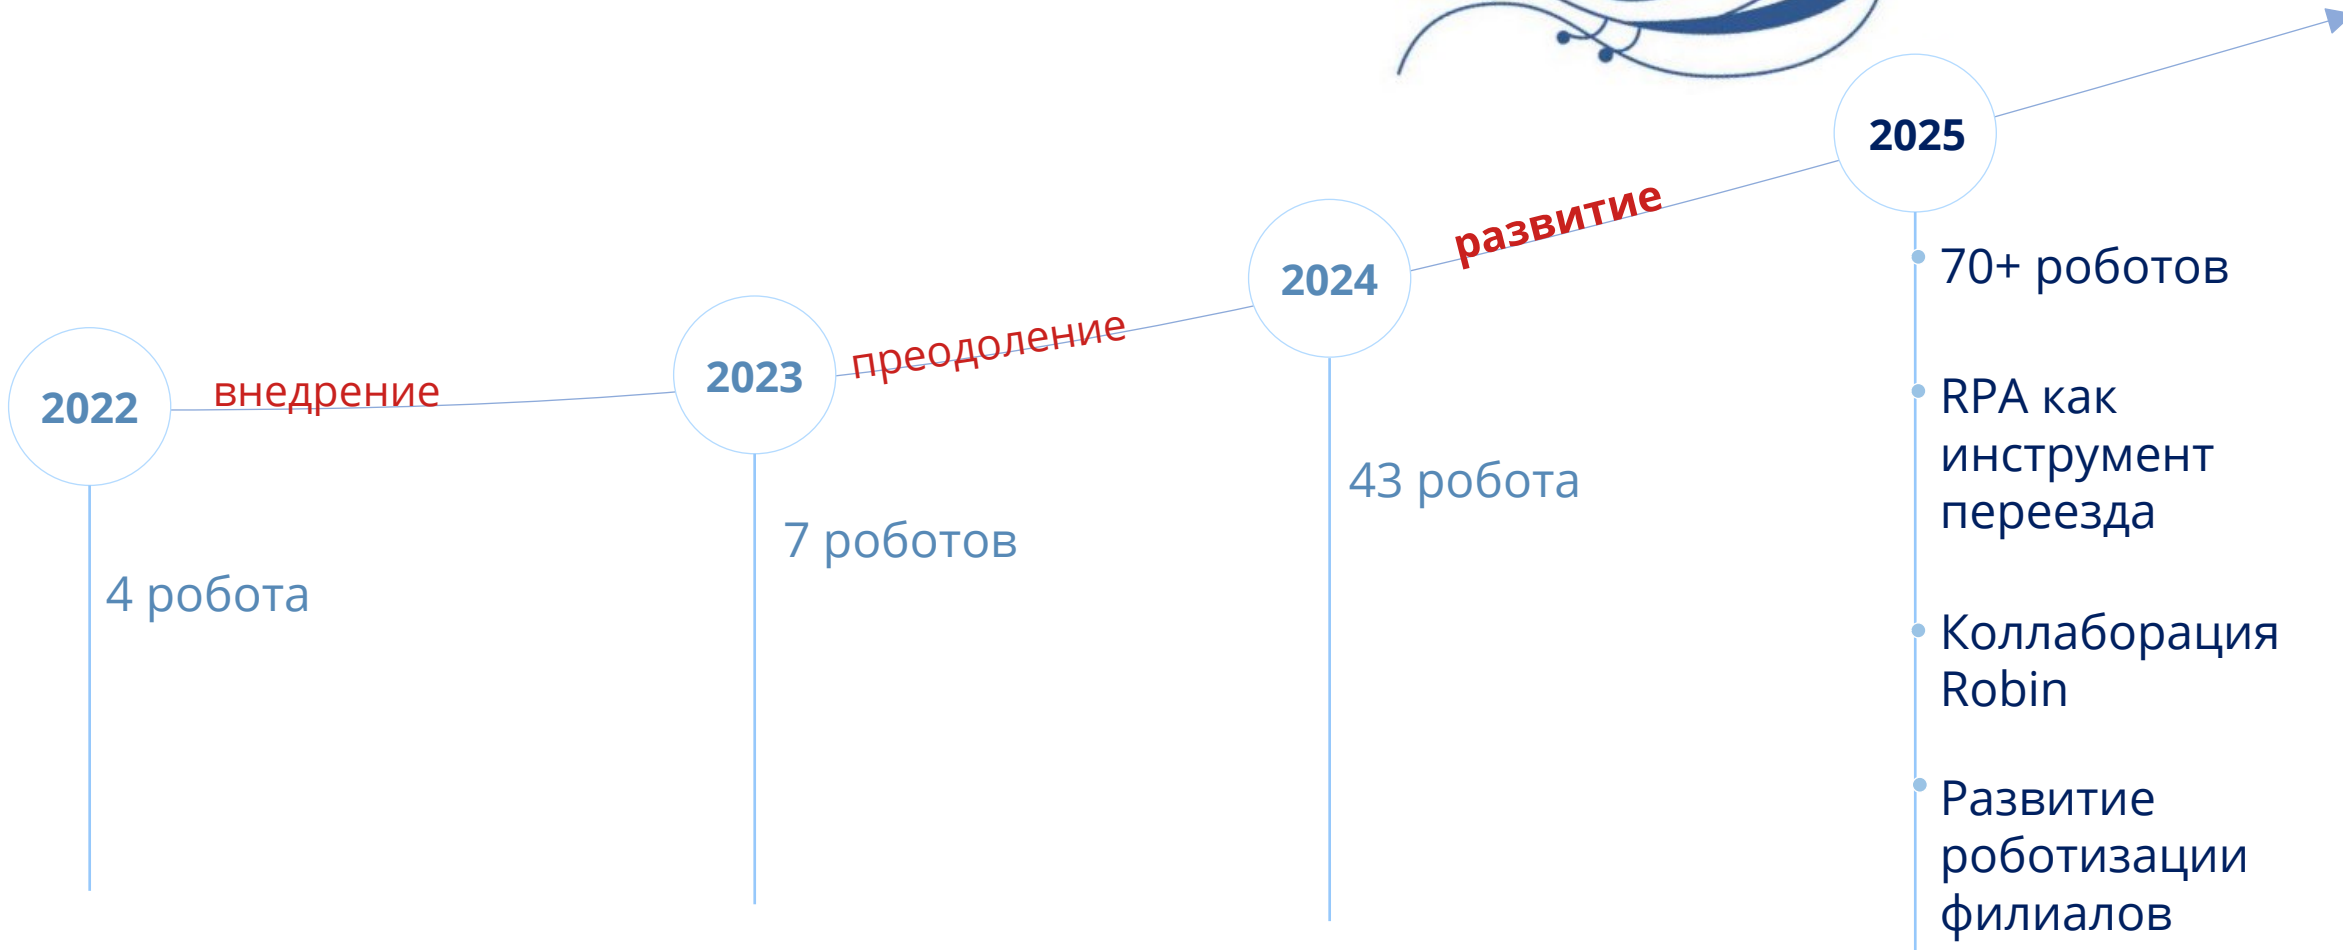 2022
внедрение
4 робота
2023
преодоление
7 роботов
2024
развитие
43 робота
2025
70+ роботов
RPA как
инструмент
переезда
Коллаборация
Robin
Развитие
роботизации
филиалов